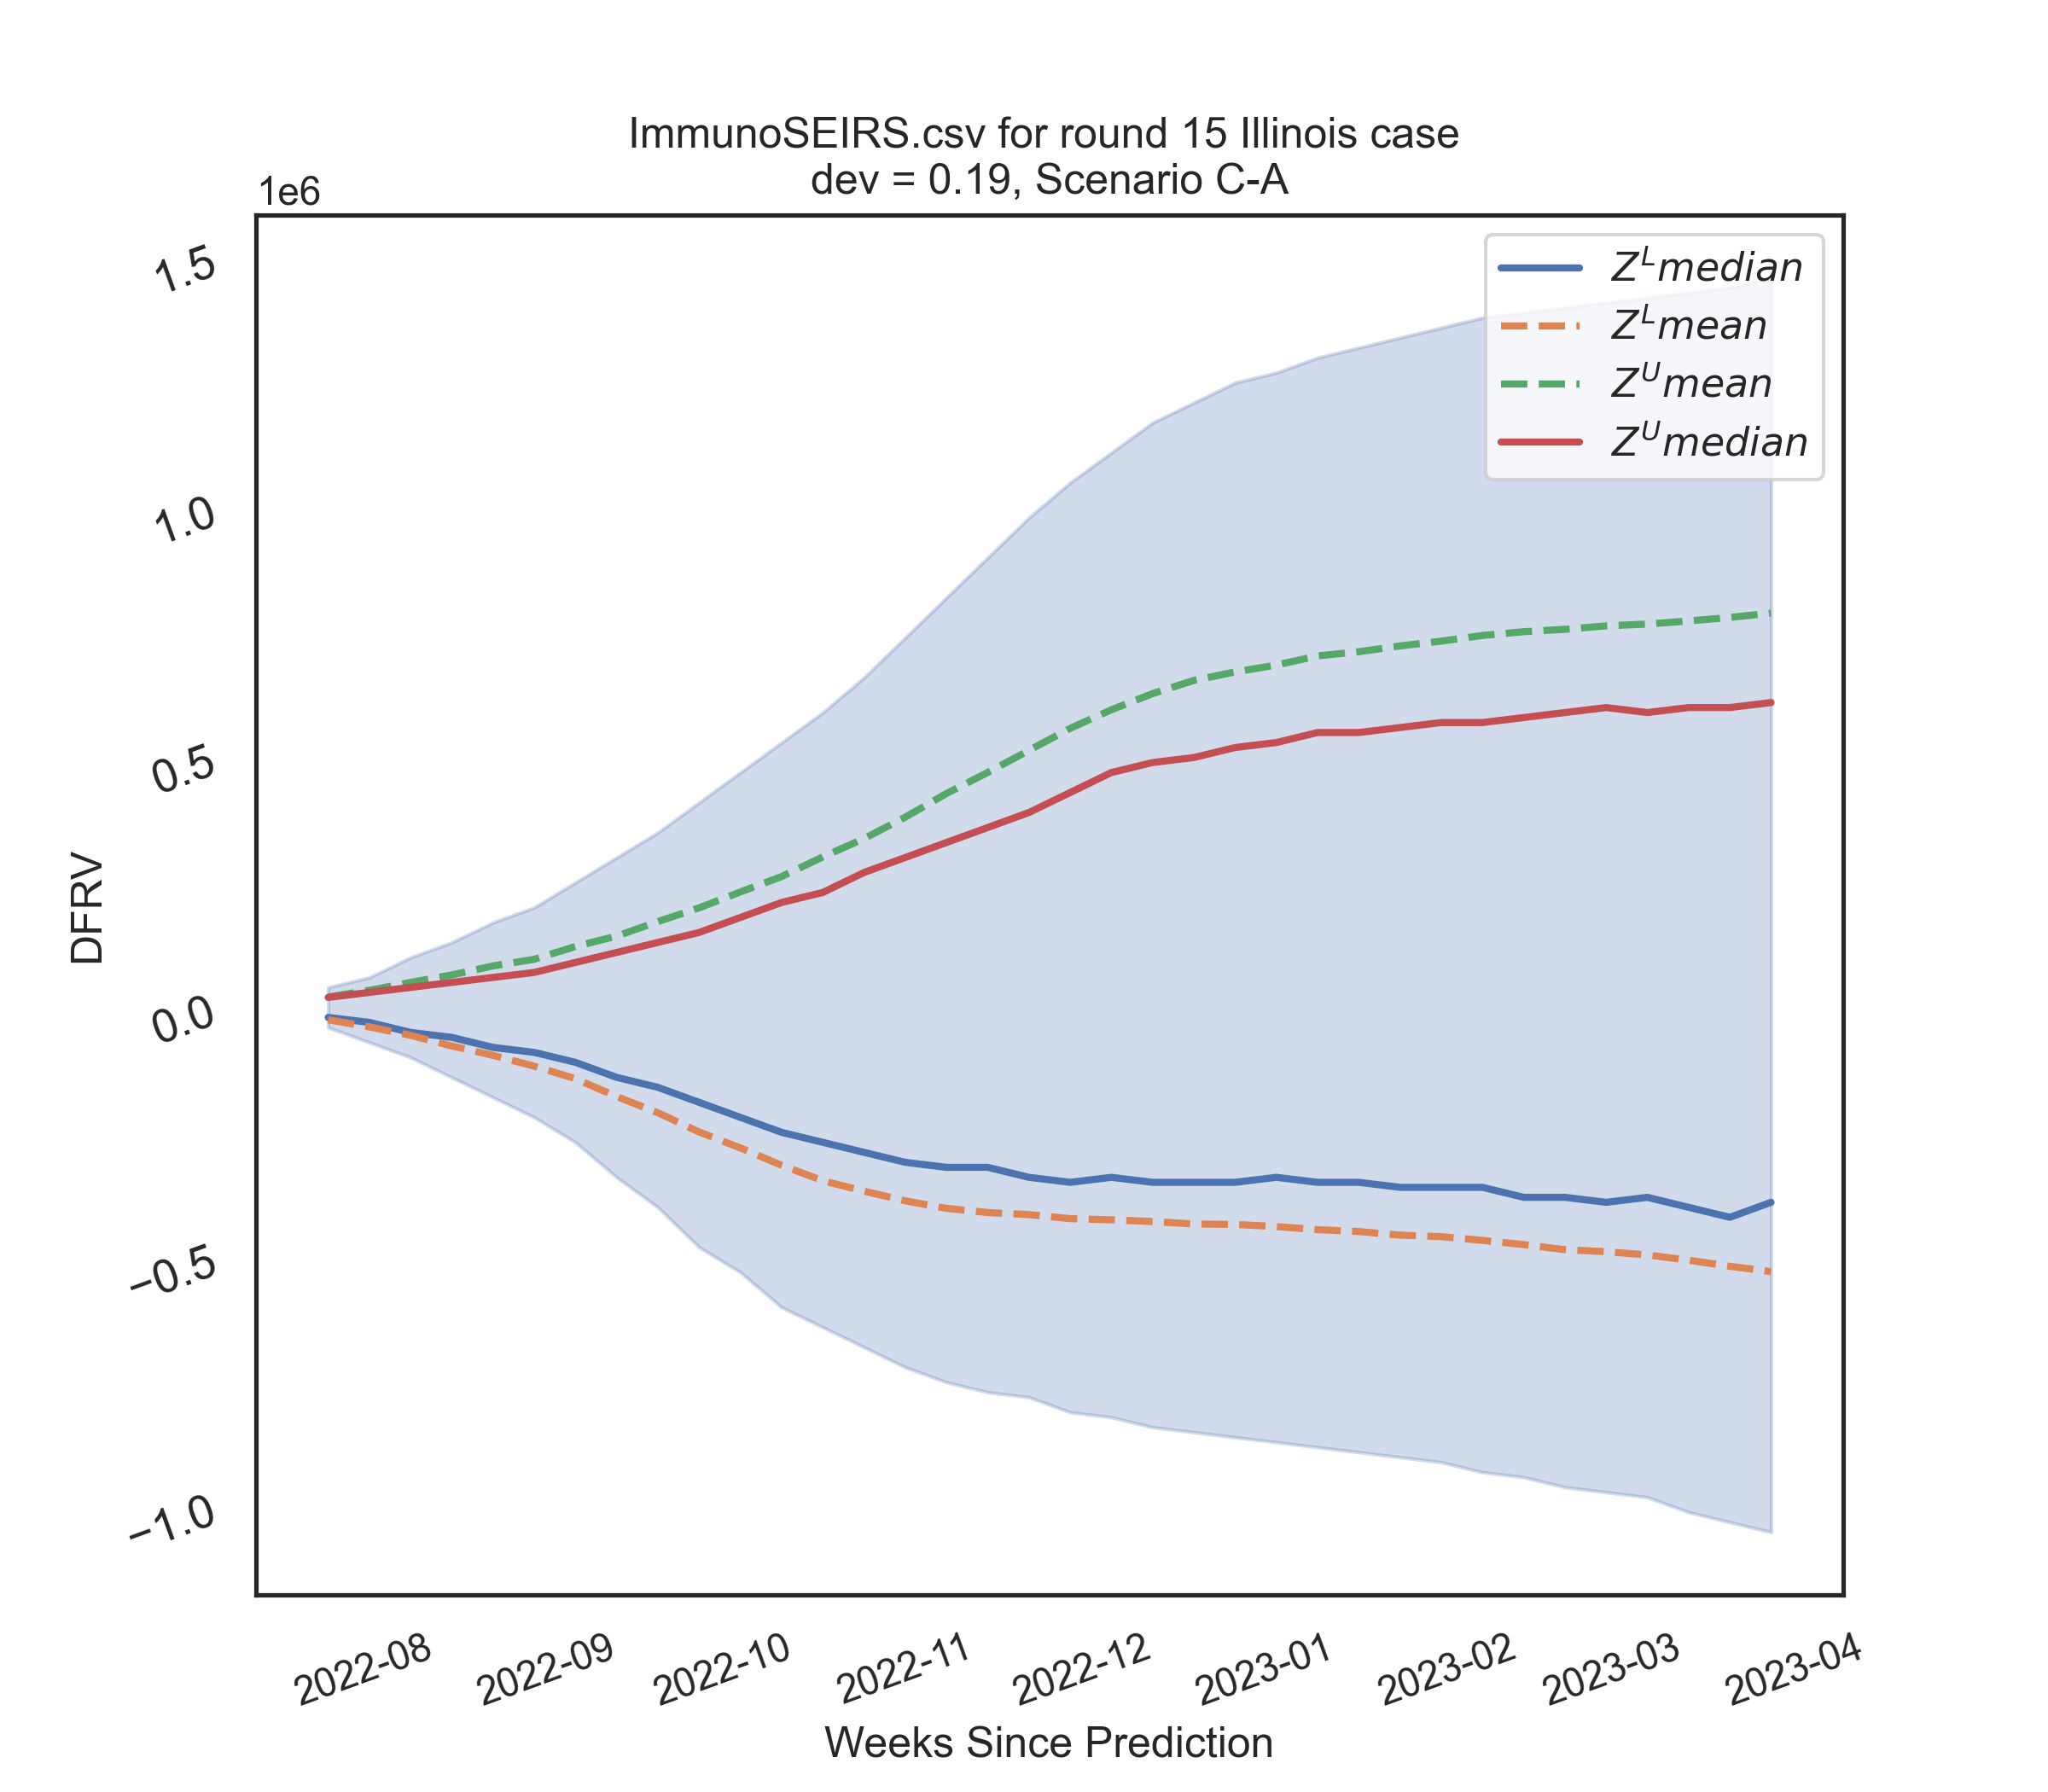 ImmunoSEIRS.csv for round 15 Illinois case
dev = 0.19, Scenario C-A
1e6
1.5
1.0
0.5
0.0
−0.5
−1.0
DFRV
Z^L median
Z^L mean
Z^U mean
Z^U median
2022-08
2022-09
2022-10
2022-11
2022-12
2023-01
2023-02
2023-03
2023-04
Weeks Since Prediction